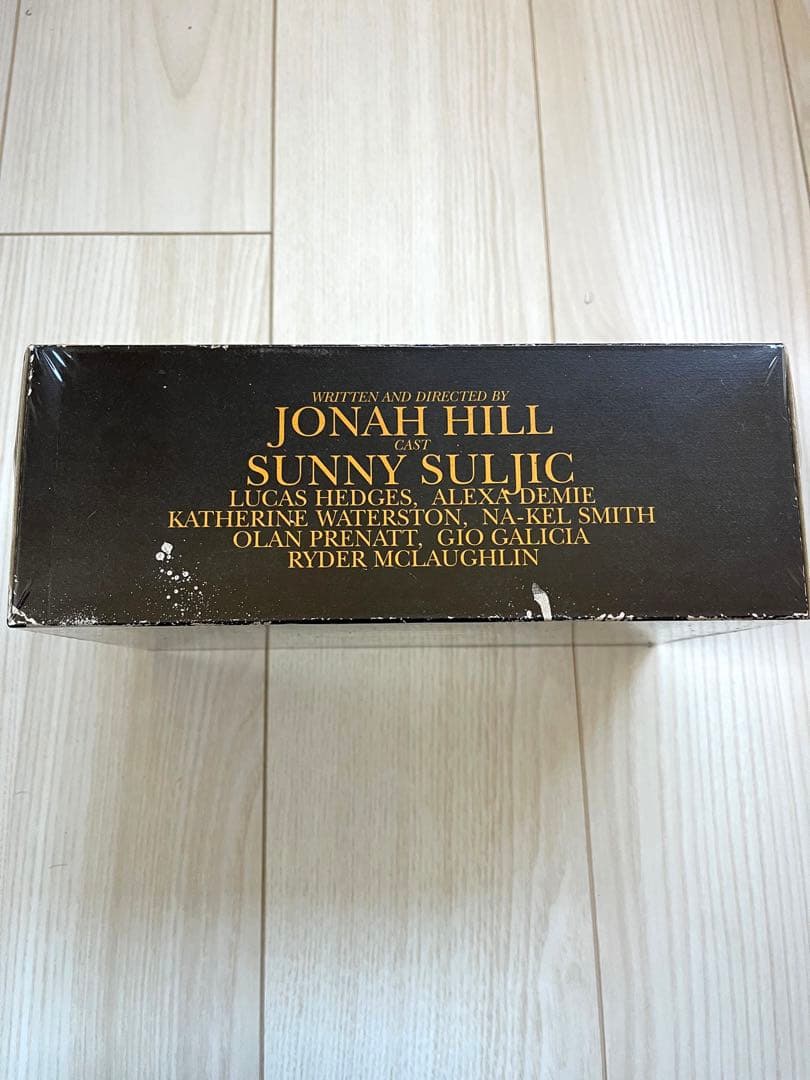 WRITTEN AND DIRECTED BY
JONAH HILL
CAST
SUNNY SULJIC
LUCAS HEDGES, ALEXA DEMIE
KATHERINE WATERSTON, NA-KEL SMITH
OLAN PRENATT, GIO GALICIA
RYDER MCLAUGHLIN